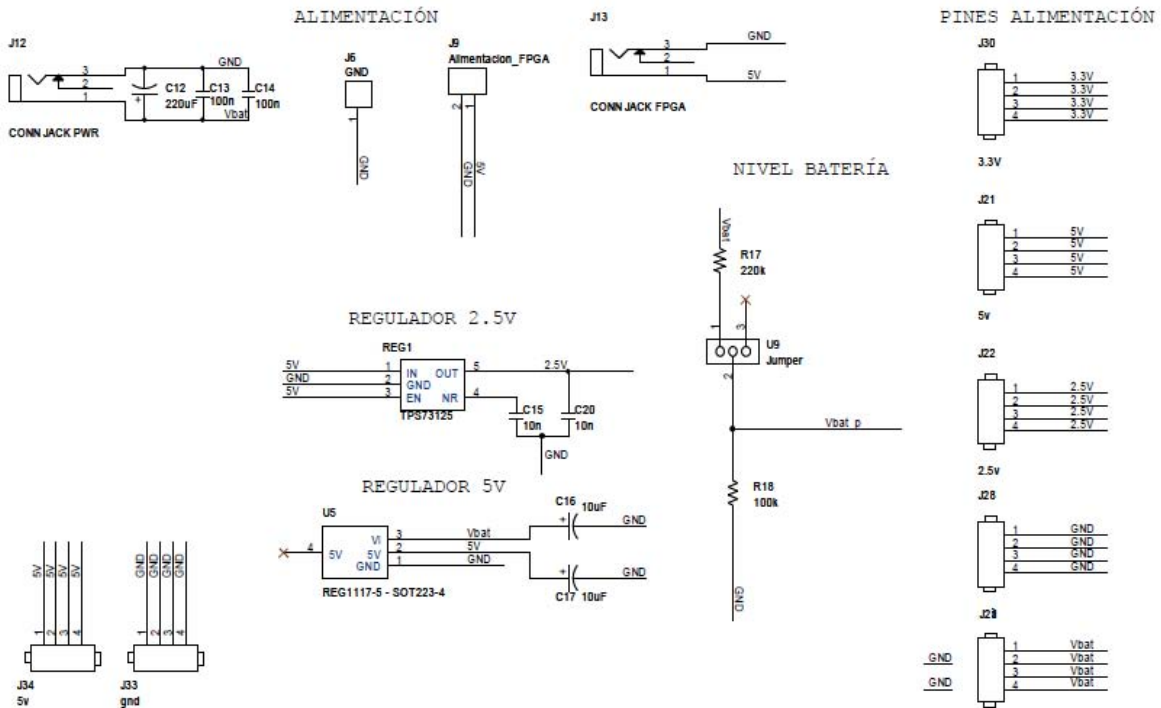 ALIMENTACIÓN
J12
3
2
1
GND
C12
220uF
+
C13
100n
C14
100n
Vbat
CONN JACK PWR
J6
GND
1
GND
J9
Alimentacion_FPGA
2
1
GND
5V
J13
3
2
1
GND
5V
CONN JACK FPGA
PINES ALIMENTACIÓN
J30
1 3.3V
2 3.3V
3 3.3V
4 3.3V
3.3V
J21
1 5V
2 5V
3 5V
4 5V
5v
J22
1 2.5V
2 2.5V
3 2.5V
4 2.5V
2.5v
J28
1 GND
2 GND
3 GND
4 GND
1 Vbat
2 Vbat
3 Vbat
4 Vbat
GND
GND
NIVEL BATERÍA
Vbat
R17
220k
1
3
U9
Jumper
2
Vbat_p
R18
100k
GND
REGULADOR 2.5V
REG1
5V 1 IN OUT 5 2.5V
GND 2 GND
5V 3 EN NR 4
TPS73125
C15
10n
C20
10n
GND
REGULADOR 5V
U5
4 5V
VI 3 Vbat
5V 2 5V
GND 1 GND
REG1117-5 - SOT223-4
C16 10uF
+
GND
C17 10uF
+
GND
5V 5V 5V 5V
1 2 3 4
J34
5v
GND GND GND GND
1 2 3 4
J33
gnd